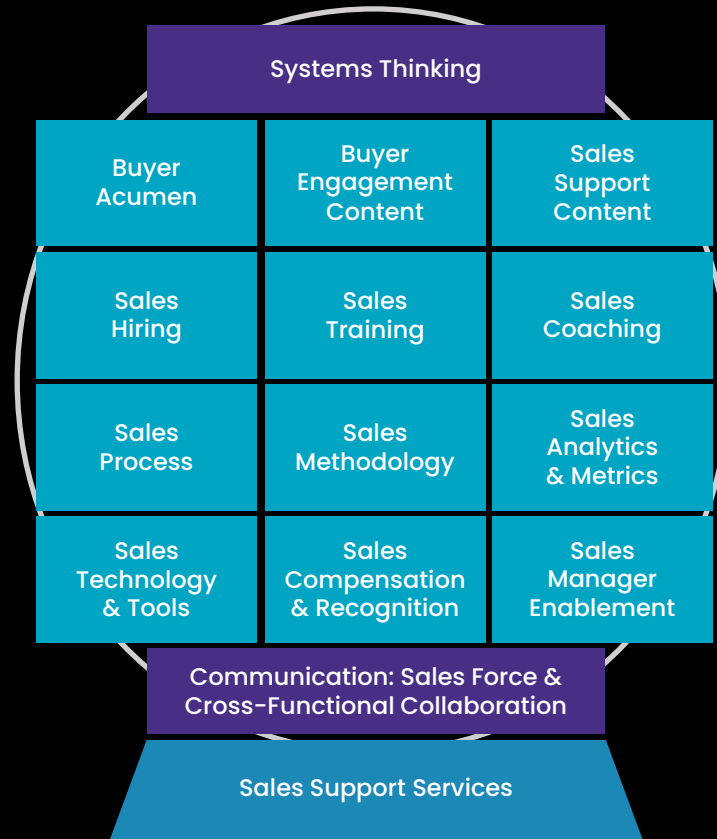 Systems Thinking
Buyer
Acumen
Buyer
Engagement
Content
Sales
Support
Content
Sales
Hiring
Sales
Training
Sales
Coaching
Sales
Process
Sales
Methodology
Sales
Analytics
& Metrics
Sales
Technology
& Tools
Sales
Compensation
& Recognition
Sales
Manager
Enablement
Communication: Sales Force &
Cross-Functional Collaboration
Sales Support Services